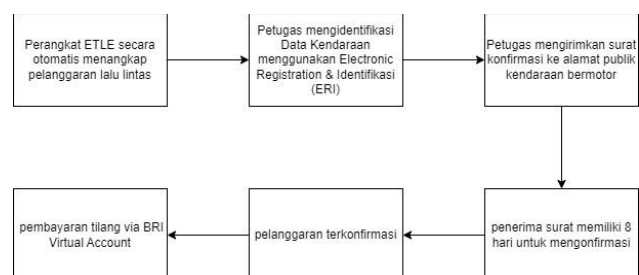 Perangkat ETLE secara
otomatis menangkap
pelanggaran lalu lintas
Petugas mengidentifikasi
Data Kendaraan
menggunakan Electronic
Registration & Identifikasi
(ERI)
Petugas mengirimkan surat
konfirmasi ke alamat publik
kendaraan bermotor
penerima surat memiliki 8
hari untuk mengonfirmasi
pelanggaran terkonfirmasi
pembayaran tilang via BRI
Virtual Account